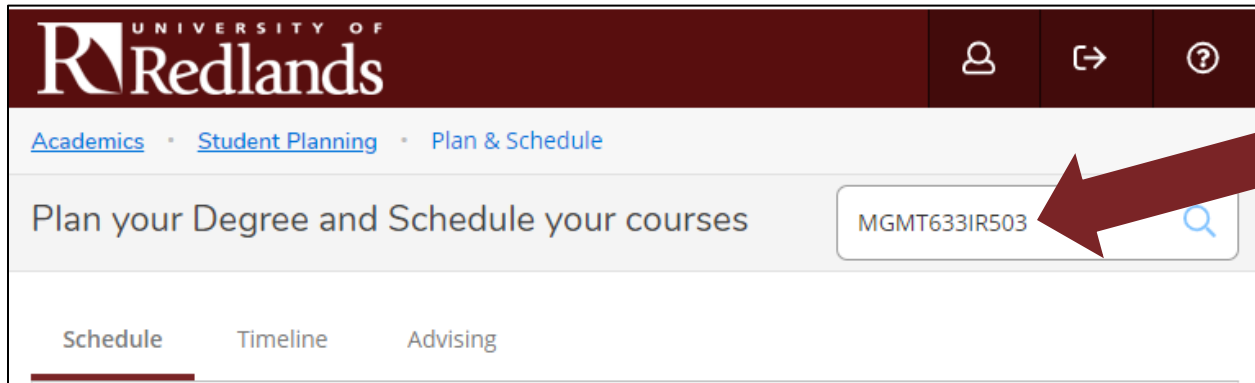 UNIVERSITY OF
Redlands
Academics · Student Planning · Plan & Schedule
Plan your Degree and Schedule your courses
MGMT633IR503
Schedule Timeline Advising